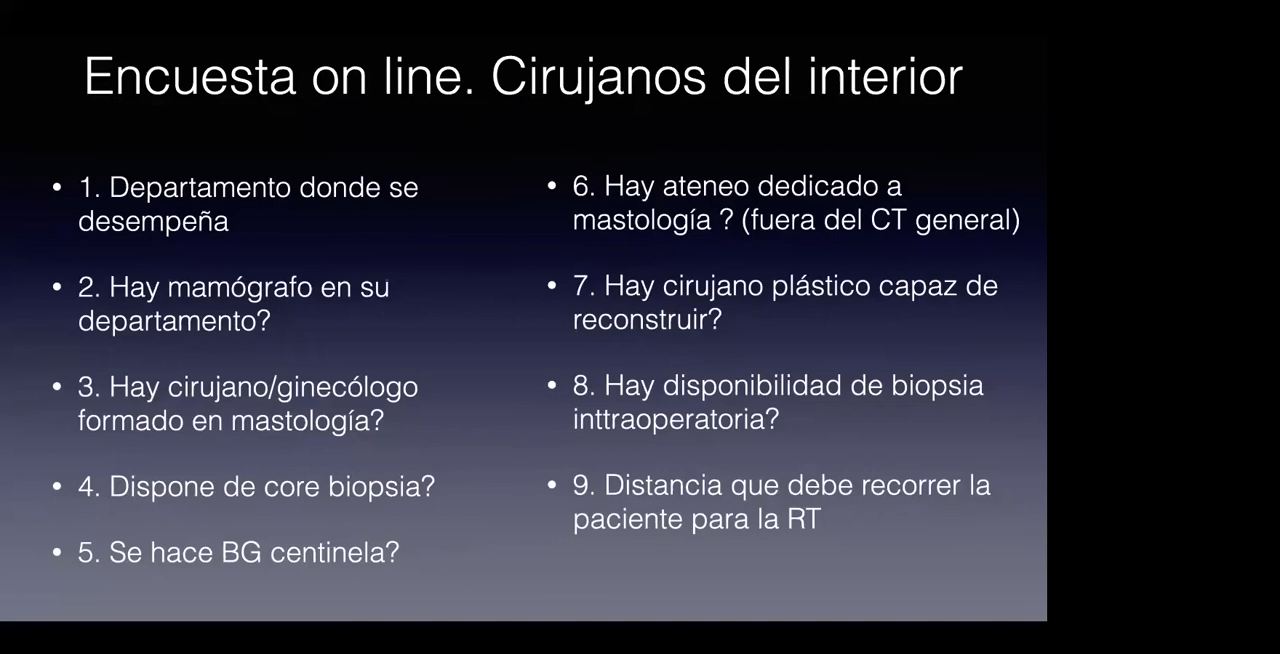 Encuesta on line. Cirujanos del interior
• 1. Departamento donde se
desempeña
• 2. Hay mamógrafo en su
departamento?
• 3. Hay cirujano/ginecólogo
formado en mastología?
• 4. Dispone de core biopsia?
• 5. Se hace BG centinela?
• 6. Hay ateneo dedicado a
mastología ? (fuera del CT general)
• 7. Hay cirujano plástico capaz de
reconstruir?
• 8. Hay disponibilidad de biopsia
inttraoperatoria?
• 9. Distancia que debe recorrer la
paciente para la RT